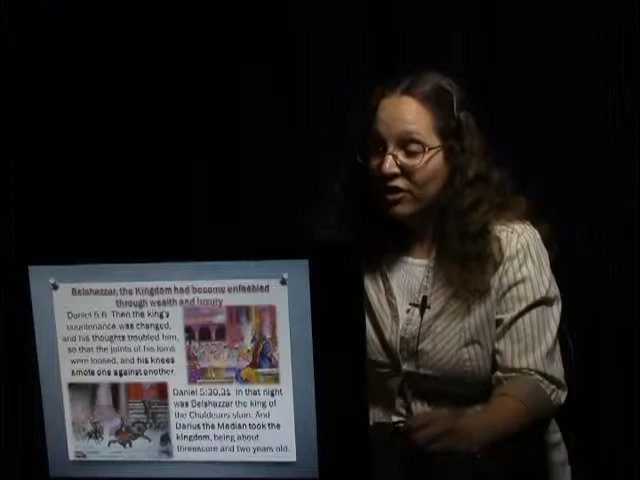 Belshazzar, the Kingdom had become enfeebled
through wealth and luxury
Daniel 5:6 Then the king's
countenance was changed,
and his thoughts troubled him,
so that the joints of his loins
were loosed, and his knees
smote one against another.
Daniel 5:30,31 In that night
was Belshazzar the king of
the Chaldeans slain. And
Darius the Median took the
kingdom, being about
threescore and two years old.